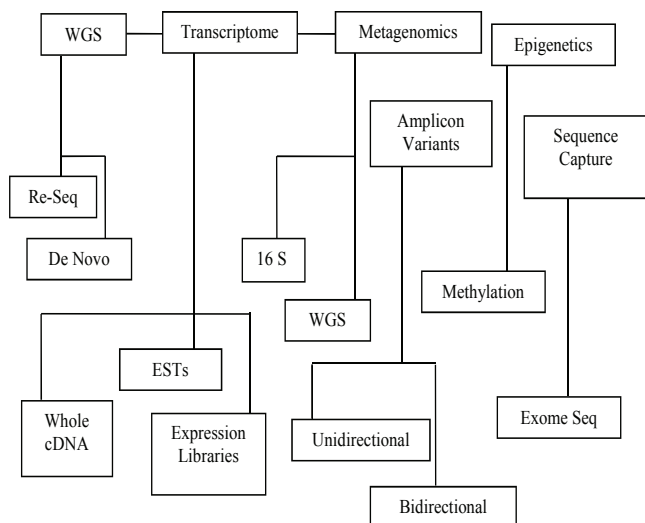 WGS
Transcriptome
Metagenomics
Epigenetics
Amplicon
Variants
Sequence
Capture
Re-Seq
De Novo
16 S
Methylation
WGS
ESTs
Whole
cDNA
Expression
Libraries
Unidirectional
Exome Seq
Bidirectional